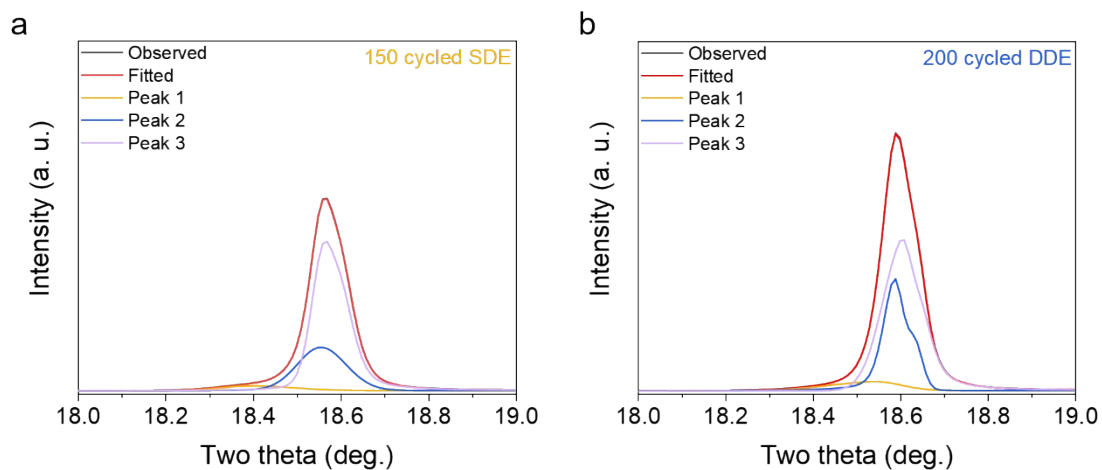 a
Observed
Fitted
Peak 1
Peak 2
Peak 3
150 cycled SDE
Intensity (a. u.)
18.0 18.2 18.4 18.6 18.8 19.0
Two theta (deg.)
b
Observed
Fitted
Peak 1
Peak 2
Peak 3
200 cycled DDE
Intensity (a. u.)
18.0 18.2 18.4 18.6 18.8 19.0
Two theta (deg.)